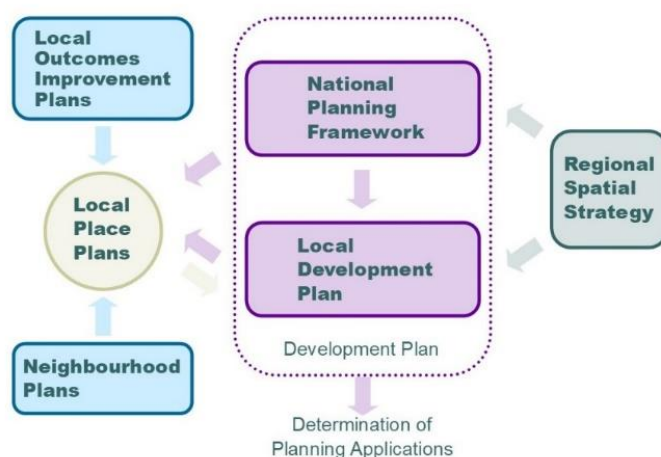 Local
Outcomes
Improvement
Plans
National
Planning
Framework
Regional
Spatial
Strategy
Local
Place
Plans
Local
Development
Plan
Neighbourhood
Plans
Development Plan
Determination of
Planning Applications